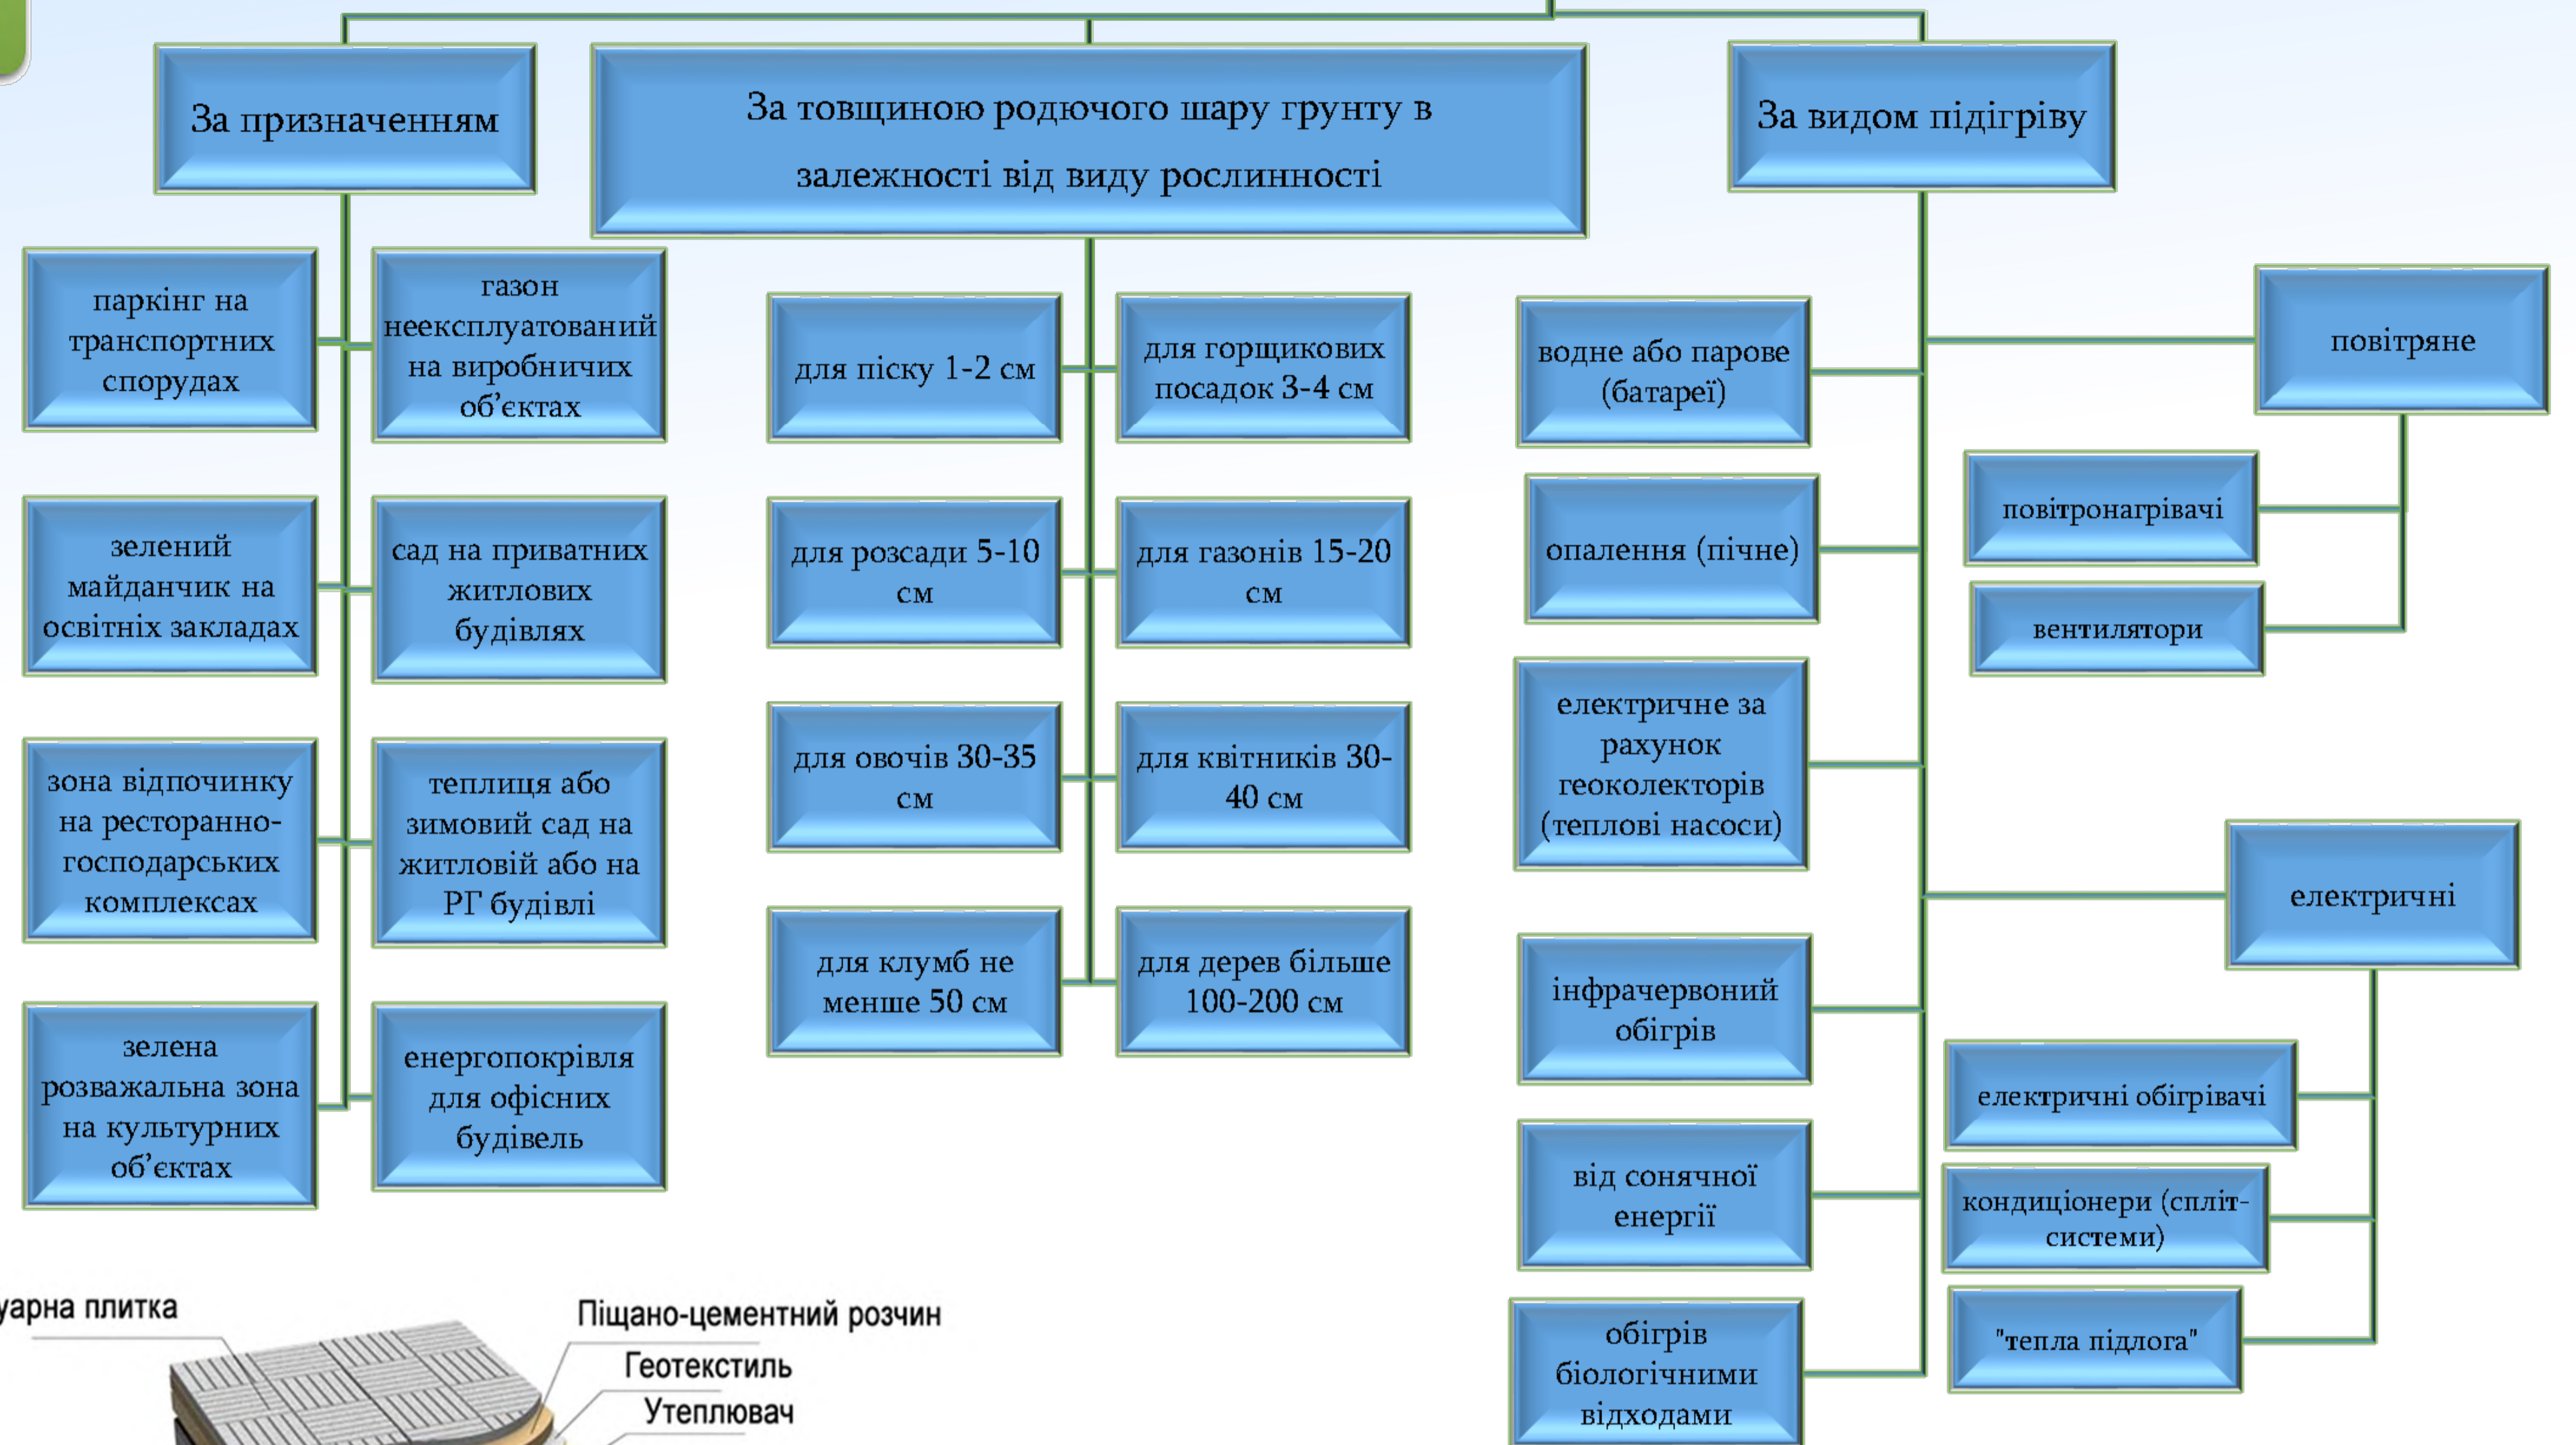 За призначенням
паркінг на
транспортних
спорудах
газон
неексплуатований
на виробничих
об’єктах
зелений
майданчик на
освітніх закладах
сад на приватних
житлових
будівлях
зона відпочинку
на ресторанно-
господарських
комплексах
теплиця або
зимовий сад на
житловій або на
РГ будівлі
зелена
розважальна зона
на культурних
об’єктах
енергопокрівля
для офісних
будівель
За товщиною родючого шару грунту в
залежності від виду рослинності
для піску 1-2 см
для горщикових
посадок 3-4 см
для розсади 5-10
см
для газонів 15-20
см
для овочів 30-35
см
для квітників 30-
40 см
для клумб не
менше 50 см
для дерев більше
100-200 см
За видом підігріву
водне або парове
(батареї)
опалення (пічне)
електричне за
рахунок
геоколекторів
(теплові насоси)
інфрачервоний
обігрів
від сонячної
енергії
обігрів
біологічними
відходами
повітряне
повітронагрівачі
вентилятори
електричні
електричні обігрівачі
кондиціонери (спліт-
системи)
"тепла підлога"
плитка
Піщано-цементний розчин
Геотекстиль
Утеплювач